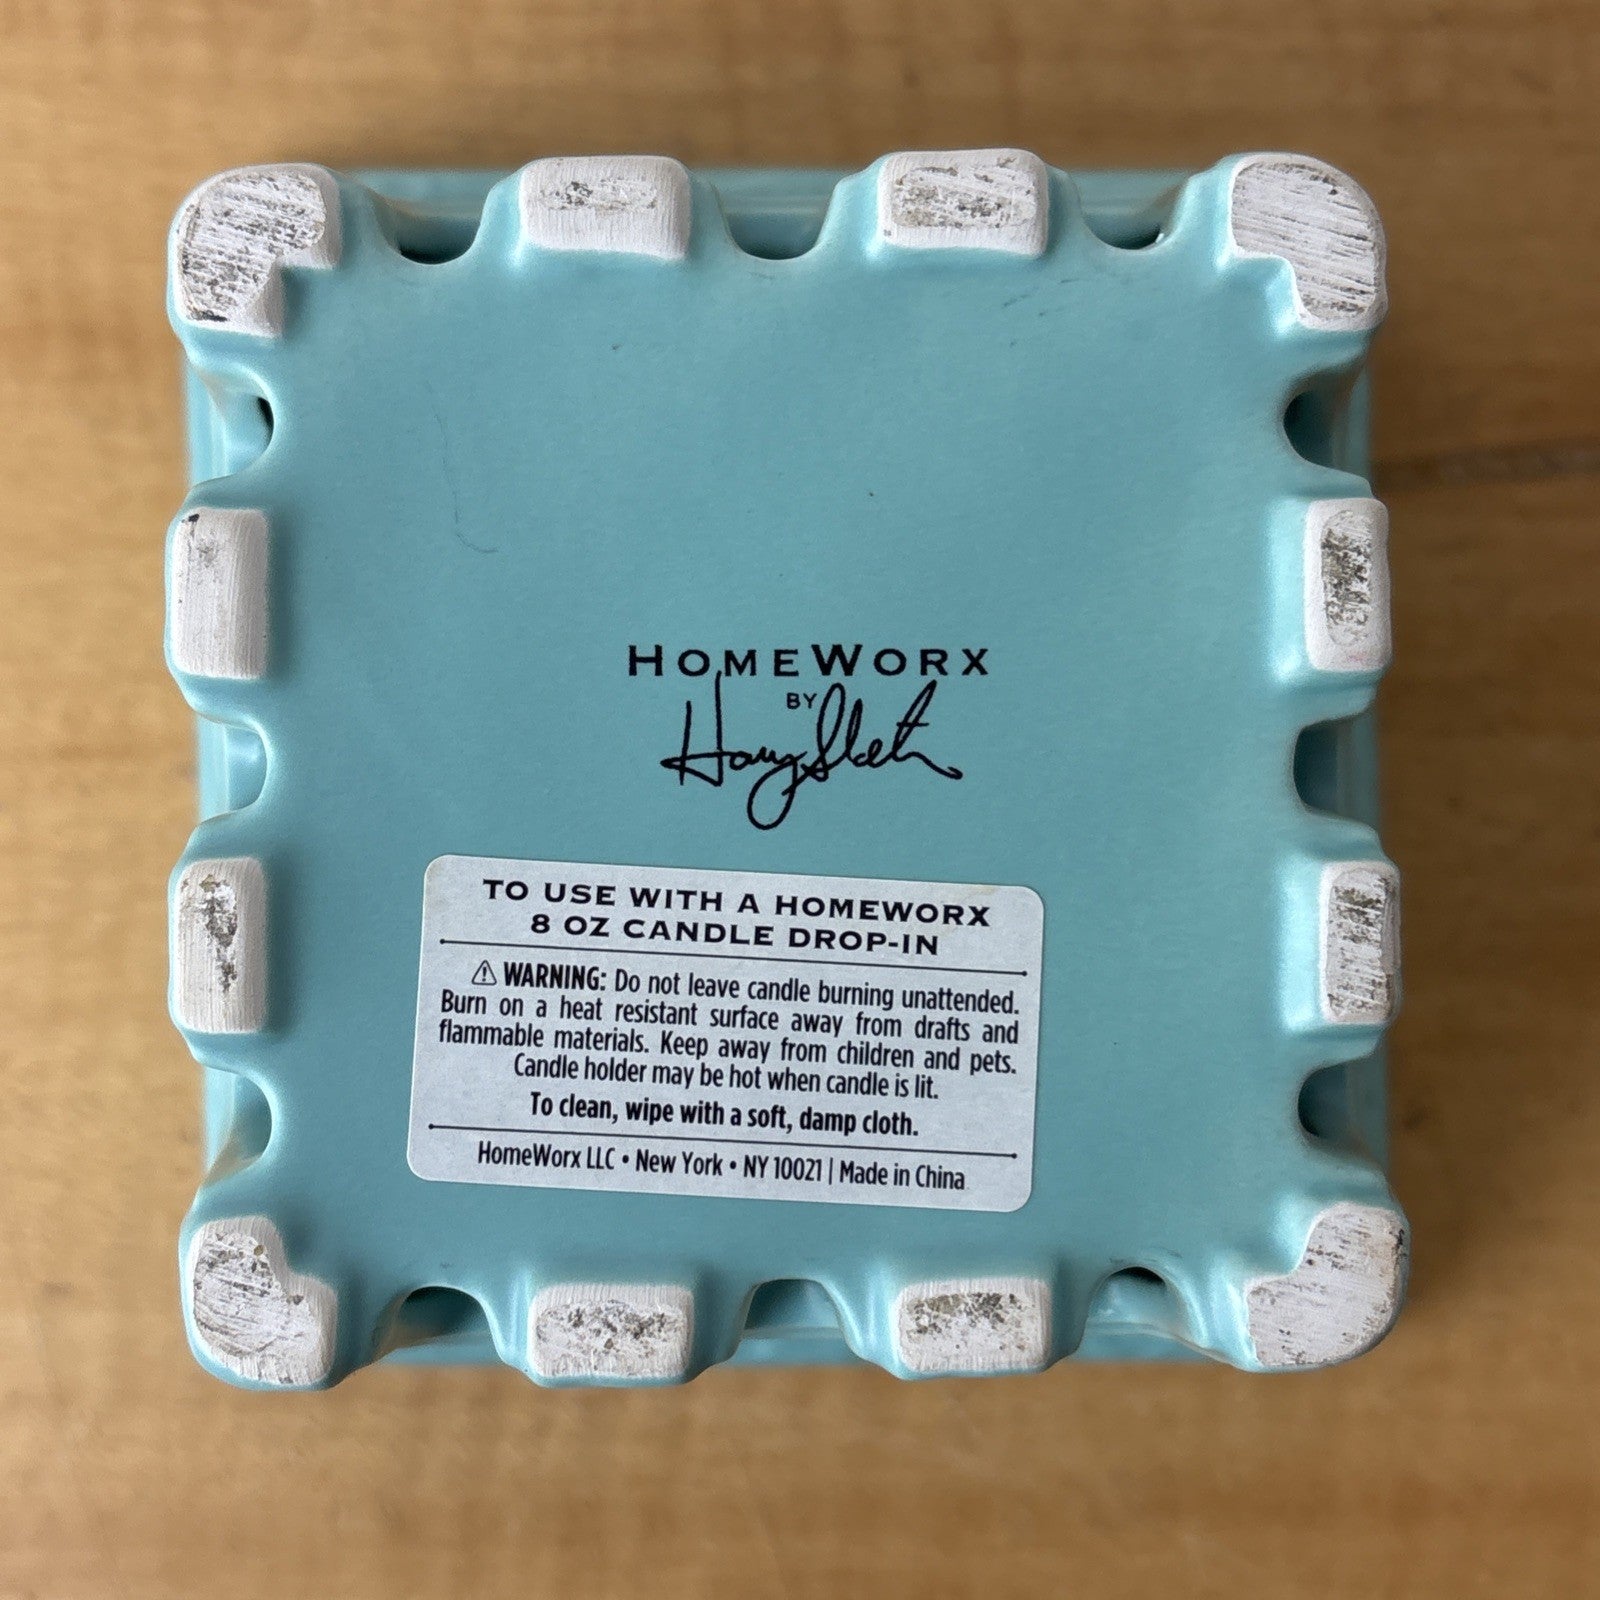 HOMEWORX
BY
Harry Slatkin
TO USE WITH A HOMEWORX
8 OZ CANDLE DROP-IN
⚠ WARNING: Do not leave candle burning unattended.
Burn on a heat resistant surface away from drafts and
flammable materials. Keep away from children and pets.
Candle holder may be hot when candle is lit.
To clean, wipe with a soft, damp cloth.
HomeWorx LLC • New York • NY 10021 | Made in China